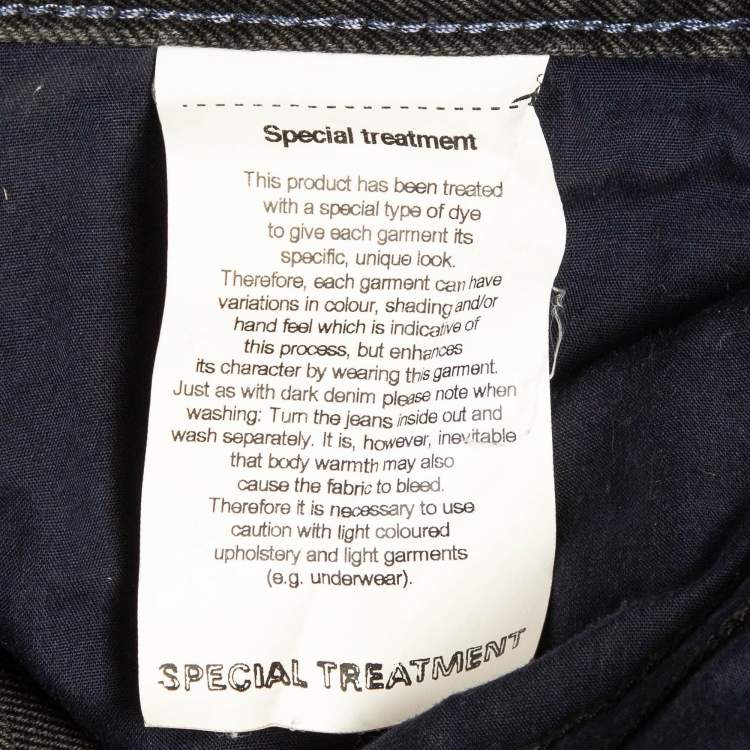 Special treatment
This product has been treated
with a special type of dye
to give each garment its
specific, unique look.
Therefore, each garment can have
variations in colour, shading and/or
hand feel which is indicative of
this process, but enhances
its character by wearing this garment.
Just as with dark denim please note when
washing: Turn the jeans inside out and
wash separately. It is, however, inevitable
that body warmth may also
cause the fabric to bleed.
Therefore it is necessary to use
caution with light coloured
upholstery and light garments
(e.g. underwear).
SPECIAL TREATMENT